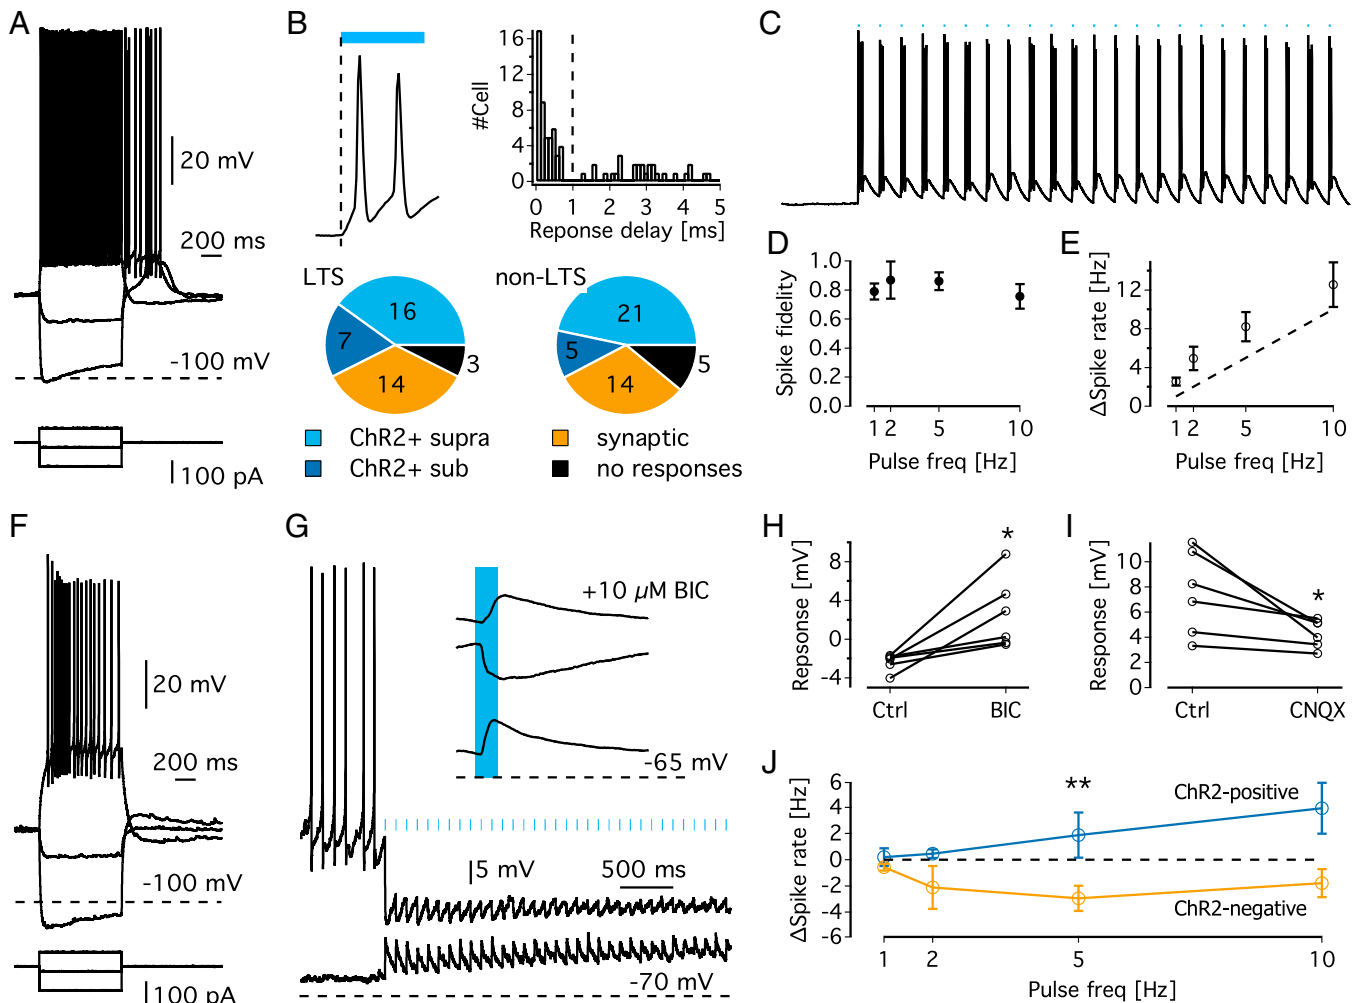 A
20 mV
200 ms
-100 mV
100 pA
B
#Cell
16
12
8
4
0
0 1 2 3 4 5
Reponse delay [ms]
LTS
16
7
14
3
non-LTS
21
5
14
5
ChR2+ supra
ChR2+ sub
synaptic
no responses
C
D
Spike fidelity
1.0
0.8
0.6
0.4
0.2
0.0
1 2 5 10
Pulse freq [Hz]
E
ΔSpike rate [Hz]
12
8
4
0
1 2 5 10
Pulse freq [Hz]
F
20 mV
200 ms
-100 mV
100 pA
G
+10 µM BIC
-65 mV
5 mV
500 ms
-70 mV
H
Repsonse [mV]
8
4
0
-4
*
Ctrl BIC
I
Response [mV]
10
8
6
4
2
0
*
Ctrl CNQX
J
ΔSpike rate [Hz]
6
4
2
0
-2
-4
-6
**
ChR2-positive
ChR2-negative
1 2 5 10
Pulse freq [Hz]